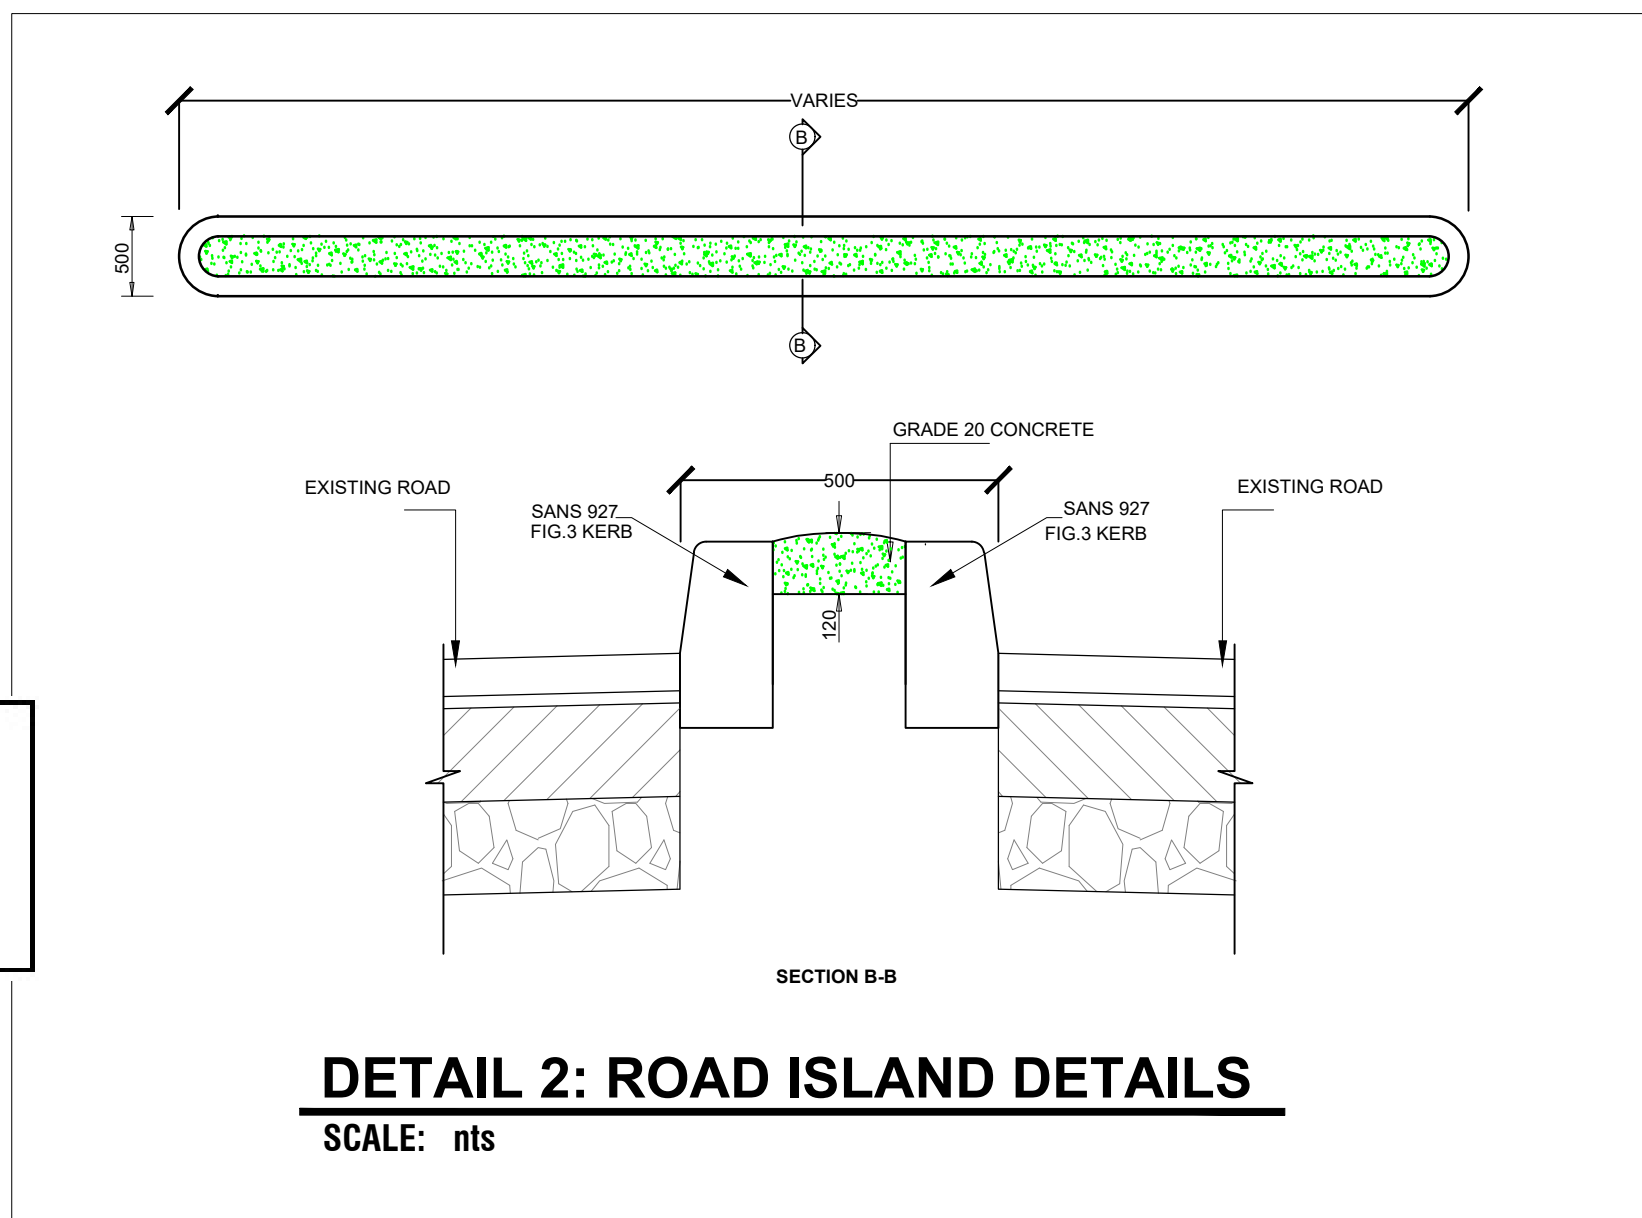 VARIES
B
500
B
GRADE 20 CONCRETE
500
EXISTING ROAD
EXISTING ROAD
SANS 927
FIG.3 KERB
SANS 927
FIG.3 KERB
120
SECTION B-B
DETAIL 2: ROAD ISLAND DETAILS
SCALE: nts